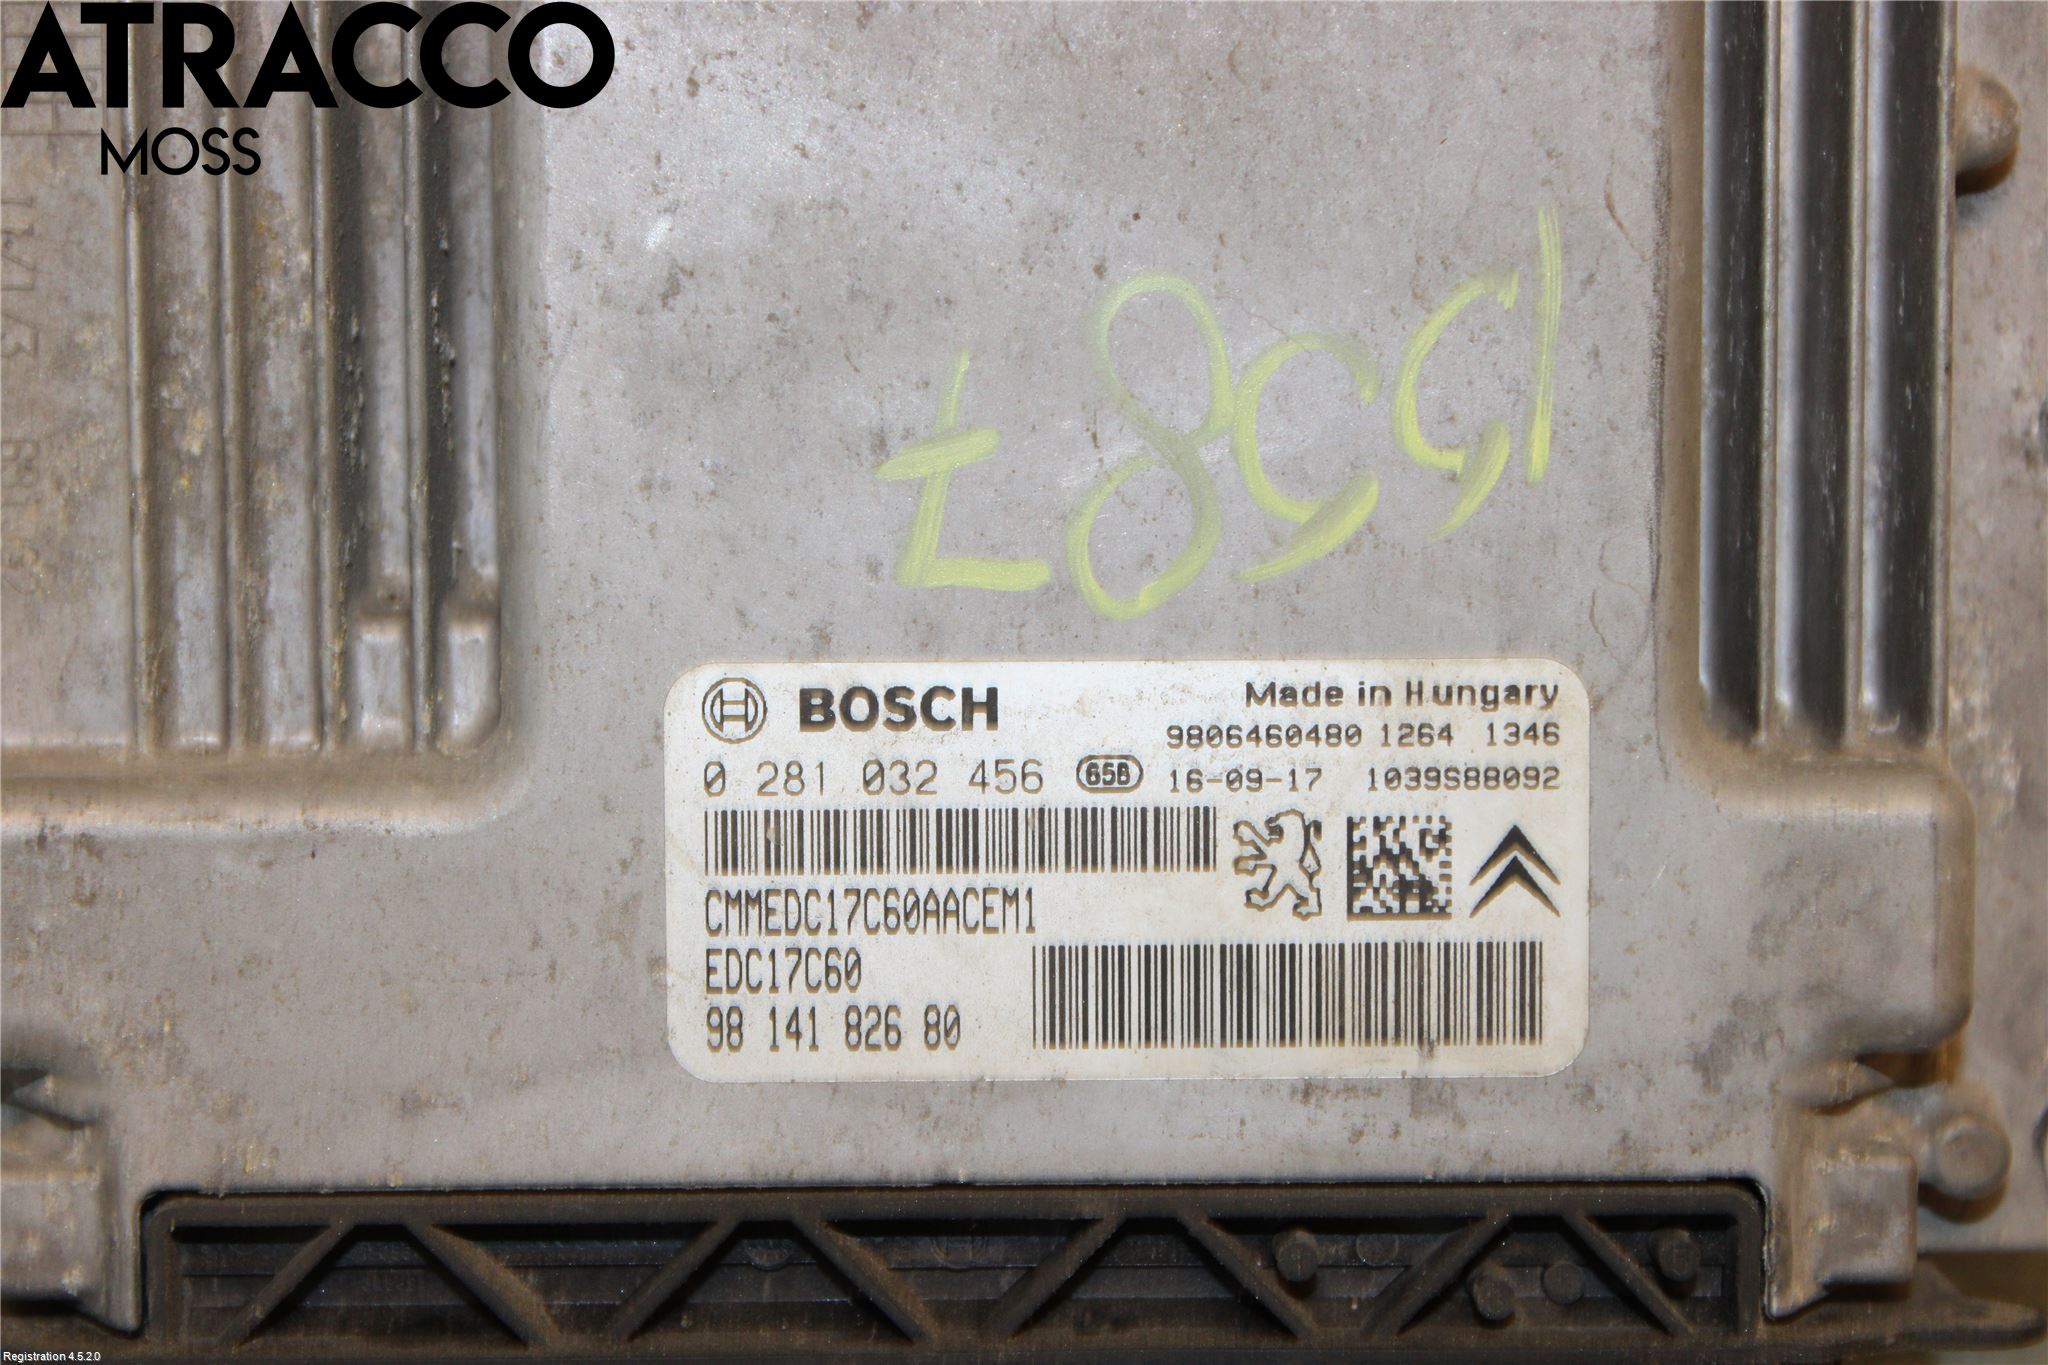 ATRACCO
MOSS
15587
BOSCH
Made in Hungary
9806460480 1264 1346
0 281 032 456 65B 16-09-17 1039S88092
CMMEDC17C60AACEM1
EDC17C60
98 141 826 80
Registration 4.5.2.0